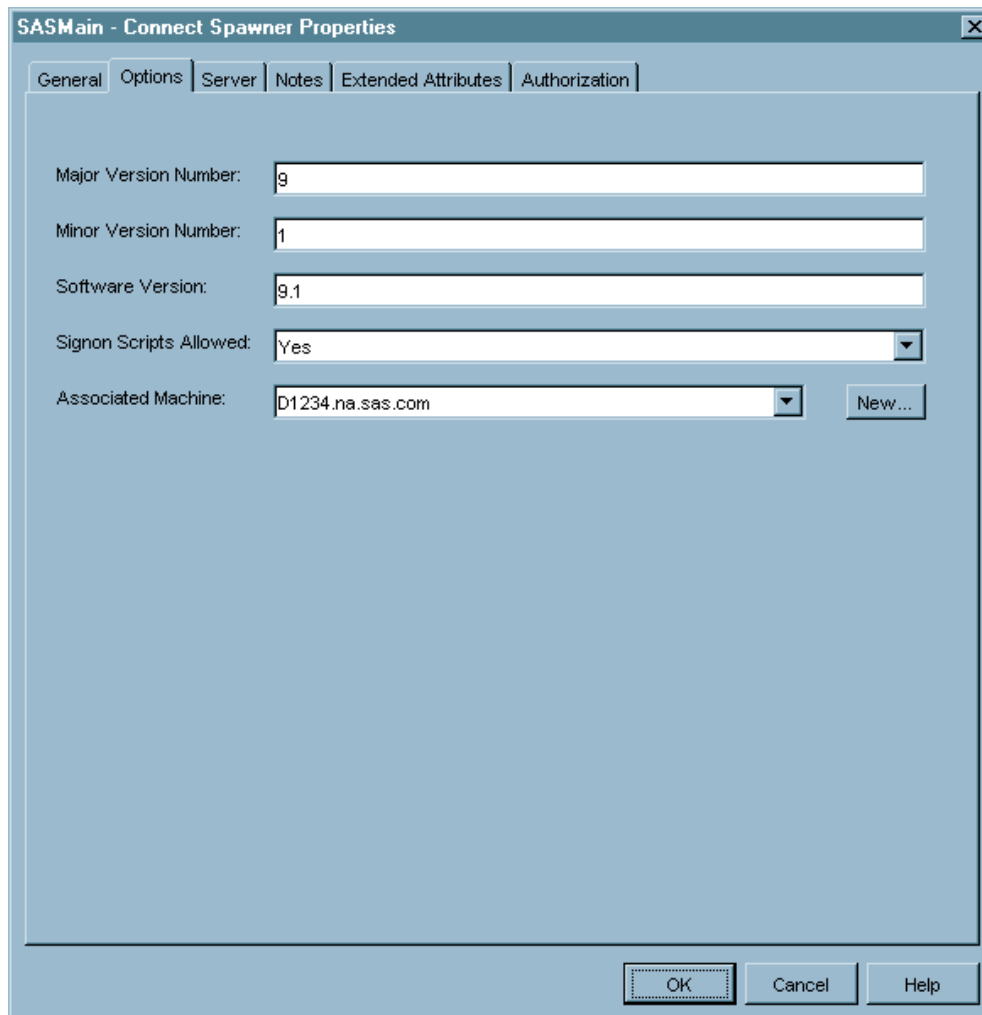 SASMain - Connect Spawner Properties
General Options Server Notes Extended Attributes Authorization
Major Version Number: 9
Minor Version Number: 1
Software Version: 9.1
Signon Scripts Allowed: Yes
Associated Machine: D1234.na.sas.com New...
OK Cancel Help